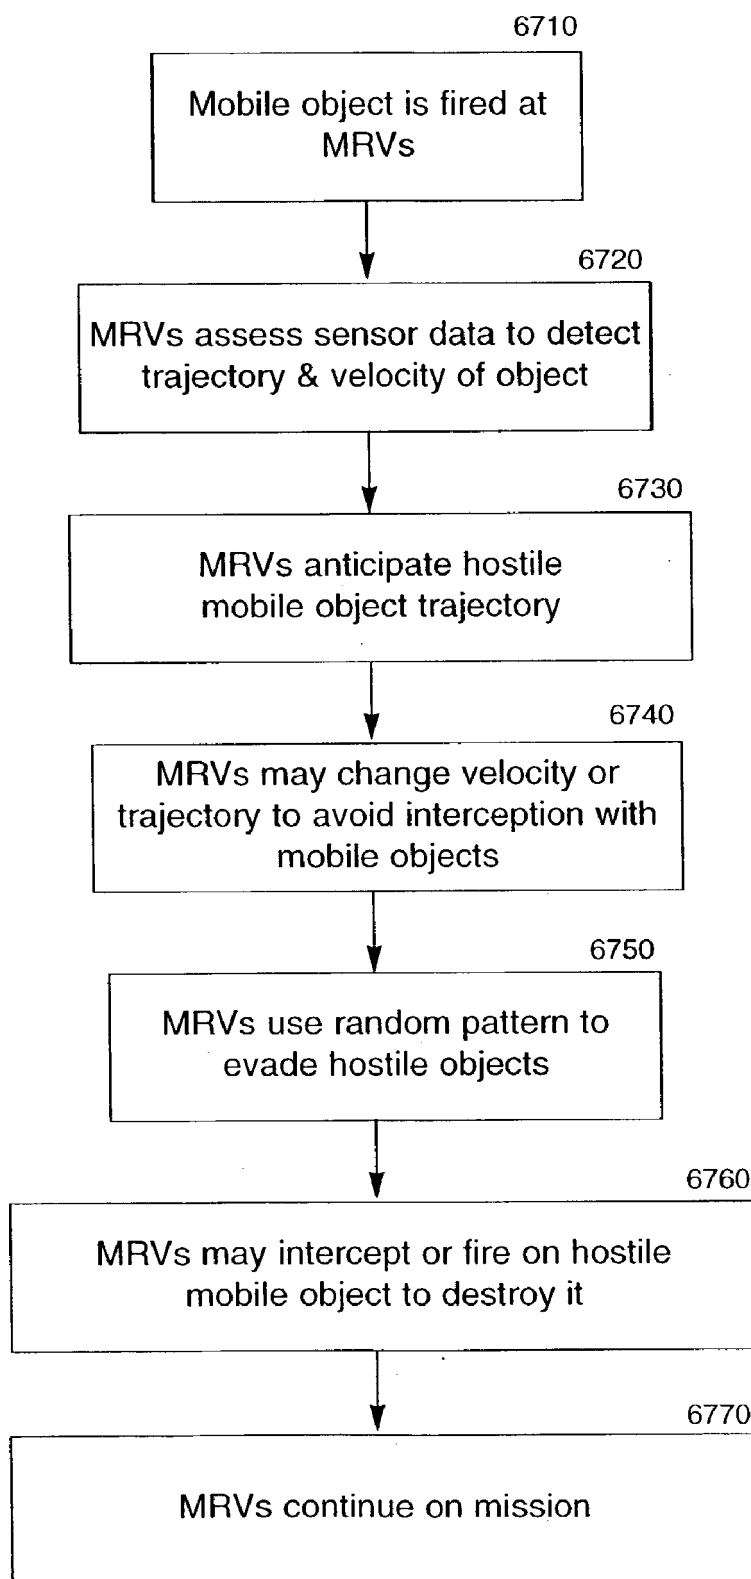 6710
Mobile object is fired at
MRVs
6720
MRVs assess sensor data to detect
trajectory & velocity of object
6730
MRVs anticipate hostile
mobile object trajectory
6740
MRVs may change velocity or
trajectory to avoid interception with
mobile objects
6750
MRVs use random pattern to
evade hostile objects
6760
MRVs may intercept or fire on hostile
mobile object to destroy it
6770
MRVs continue on mission